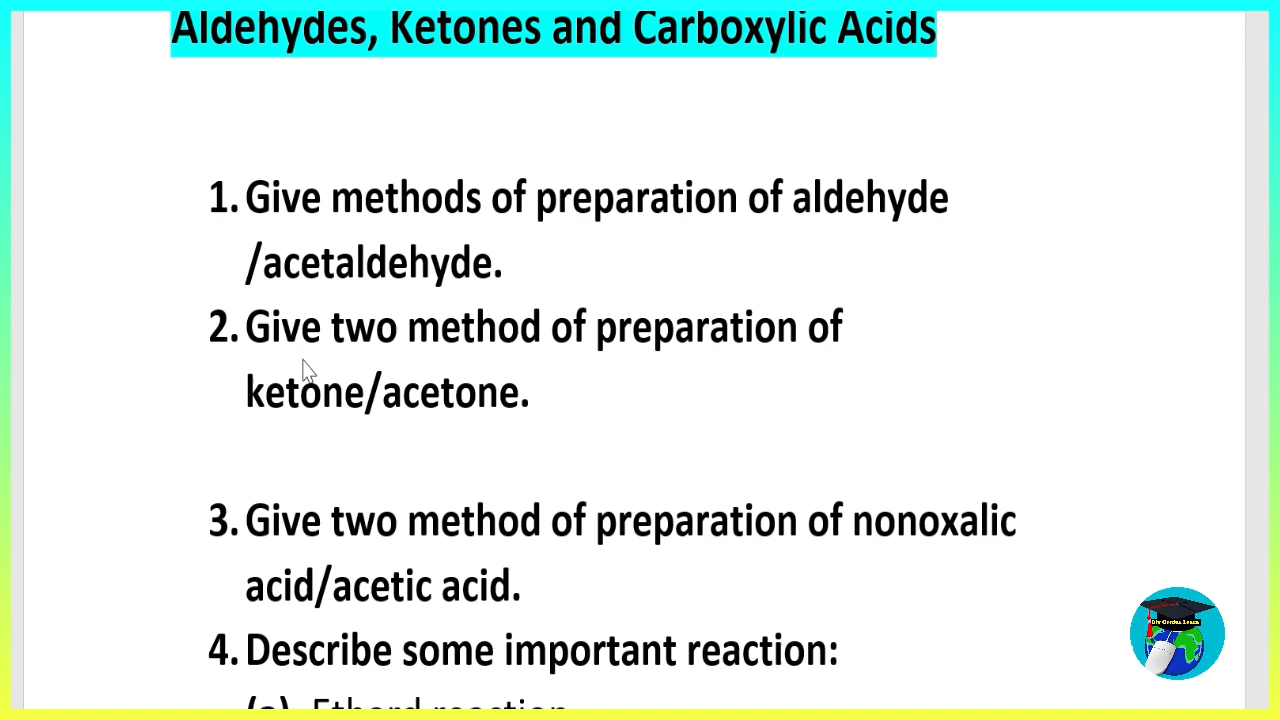 Aldehydes, Ketones and Carboxylic Acids
1. Give methods of preparation of aldehyde
/acetaldehyde.
2. Give two method of preparation of
ketone/acetone.
3. Give two method of preparation of nonoxalic
acid/acetic acid.
4. Describe some important reaction:
(a) Ethord reaction